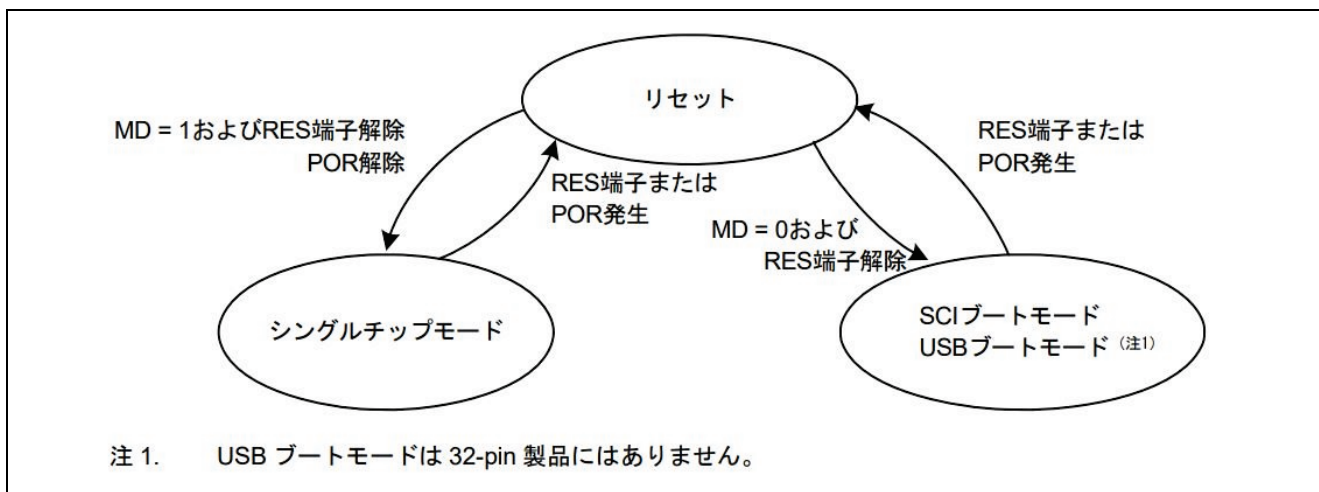 リセット
MD = 1およびRES端子解除
POR解除
RES端子または
POR発生
MD = 0および
RES端子解除
RES端子または
POR発生
シングルチップモード
SCIブートモード
USBブートモード（注1）
注 1. USB ブートモードは 32-pin 製品にはありません。